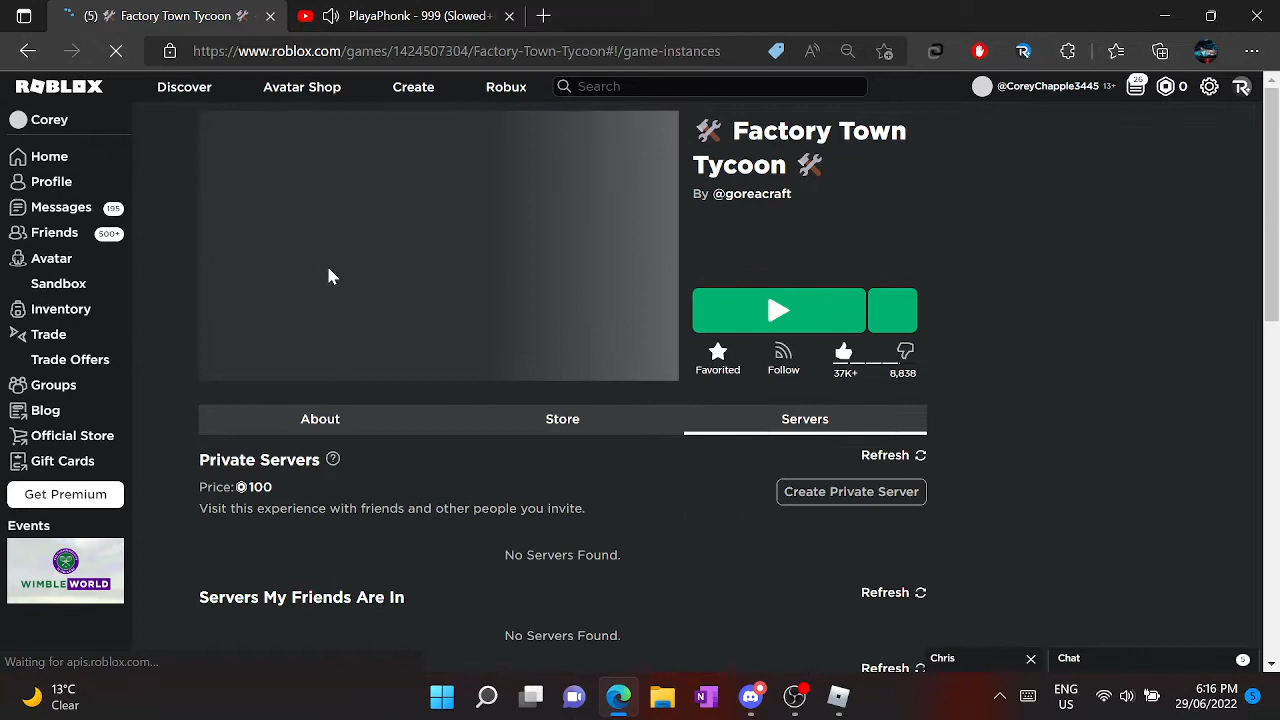 (5) 🛠 Factory Town Tycoon 🛠
PlayaPhonk - 999 (Slowed+
https://www.roblox.com/games/1424507304/Factory-Town-Tycoon#!/game-instances
ROBLOX
Discover
Avatar Shop
Create
Robux
Search
@CoreyChapple3445 13+
26
0
Corey
Home
Profile
Messages 195
Friends 500+
Avatar
Sandbox
Inventory
Trade
Trade Offers
Groups
Blog
Official Store
Gift Cards
Get Premium
Events
WIMBLEWORLD
🛠 Factory Town
Tycoon 🛠
By @goreacraft
Favorited
Follow
37K+
8,838
About
Store
Servers
Private Servers
Refresh
Price: 100
Create Private Server
Visit this experience with friends and other people you invite.
No Servers Found.
Servers My Friends Are In
Refresh
No Servers Found.
Refresh
Waiting for apis.roblox.com...
Chris
Chat
5
13°C
Clear
ENG
US
6:16 PM
29/06/2022
5